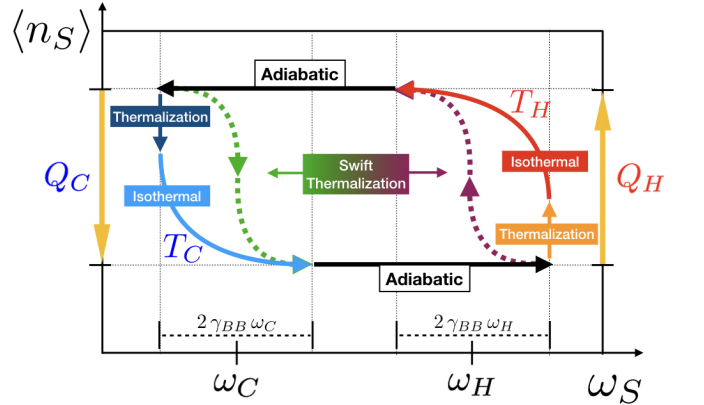 ⟨n_S⟩
Adiabatic
Thermalization
T_H
Q_C
Swift
Thermalization
Isothermal
Q_H
Isothermal
T_C
Thermalization
Adiabatic
2 γ_BB ω_C
2 γ_BB ω_H
ω_C
ω_H
ω_S